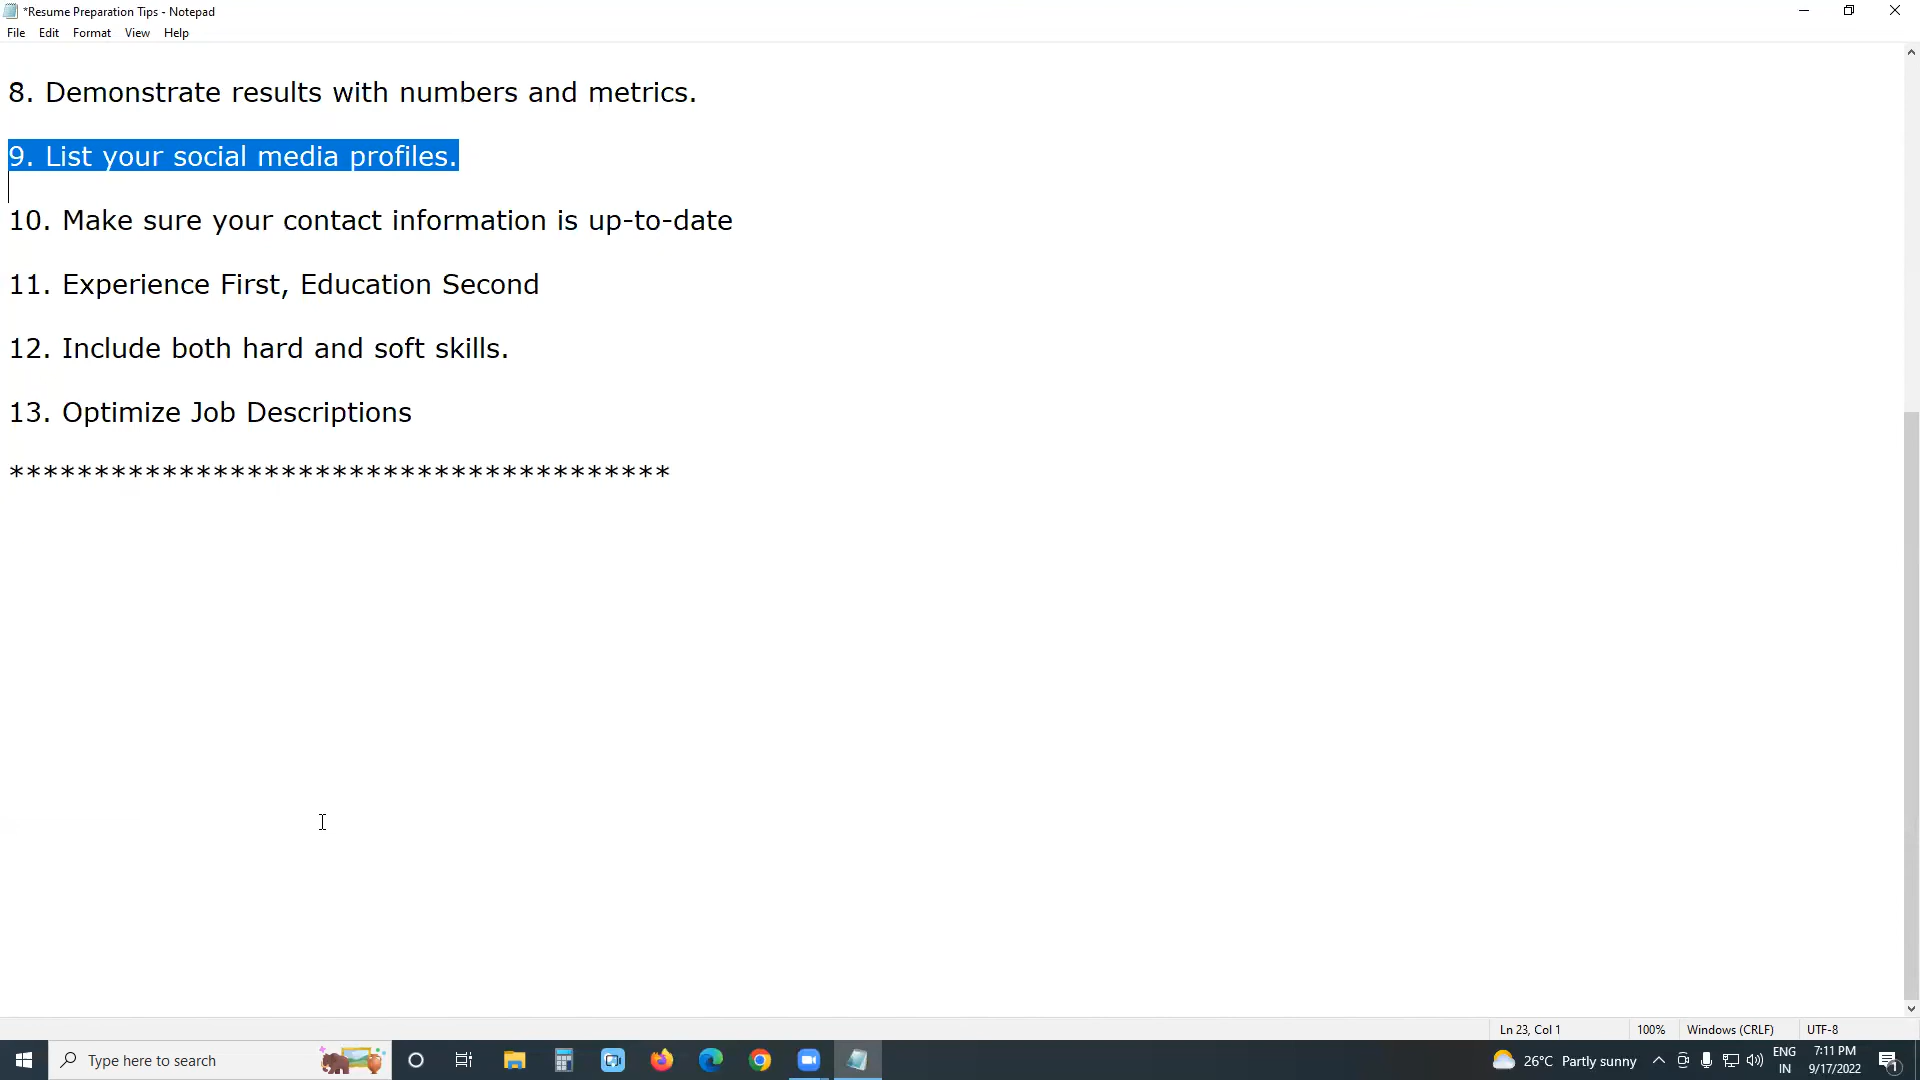 *Resume Preparation Tips - Notepad
File Edit Format View Help
8. Demonstrate results with numbers and metrics.
9. List your social media profiles.
10. Make sure your contact information is up-to-date
11. Experience First, Education Second
12. Include both hard and soft skills.
13. Optimize Job Descriptions
***************************************
Ln 23, Col 1 100% Windows (CRLF) UTF-8
Type here to search 26°C Partly sunny ENG 7:11 PM
IN 9/17/2022 1